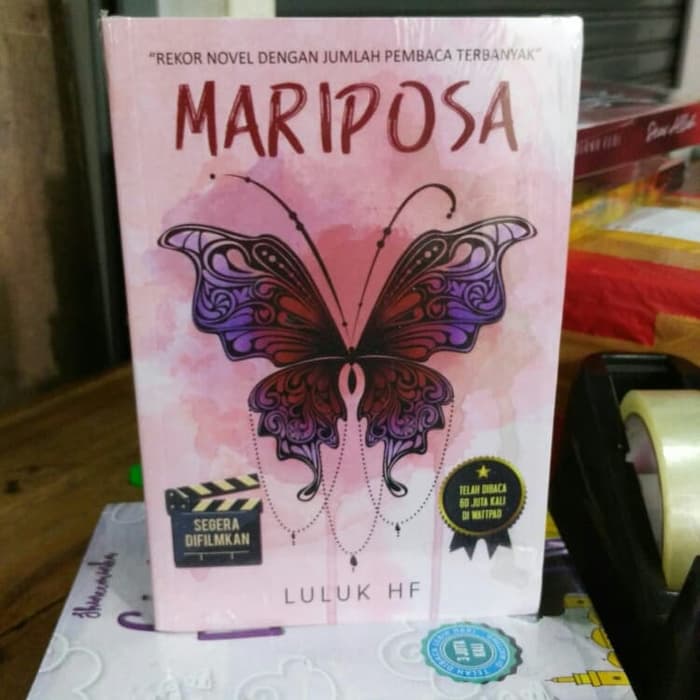 "REKOR NOVEL DENGAN JUMLAH PEMBACA TERBANYAK"
MARIPOSA
SEGERA
DIFILMKAN
TELAH DIBACA
60 JUTA KALI
DI WATTPAD
LULUK HF